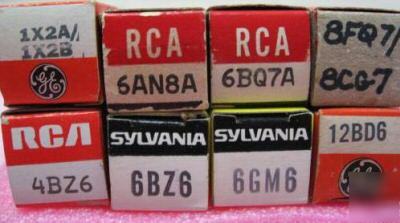 1X2A/
1X2B
GE
RCA
6AN8A
RCA
6BQ7A
8FQ7/
8CG-7
RCA
4BZ6
SYLVANIA
6BZ6
SYLVANIA
6GM6
12BD6
GE